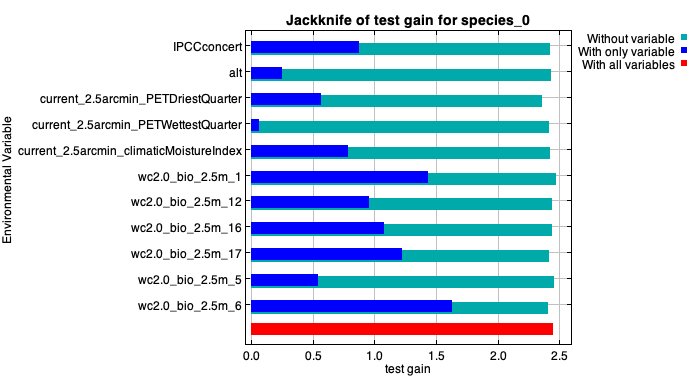 Jackknife of test gain for species_0
Without variable
With only variable
With all variables
Environmental Variable
IPCCconcert
alt
current_2.5arcmin_PETDriestQuarter
current_2.5arcmin_PETWettestQuarter
current_2.5arcmin_climaticMoistureIndex
wc2.0_bio_2.5m_1
wc2.0_bio_2.5m_12
wc2.0_bio_2.5m_16
wc2.0_bio_2.5m_17
wc2.0_bio_2.5m_5
wc2.0_bio_2.5m_6
0.0 0.5 1.0 1.5 2.0 2.5
test gain